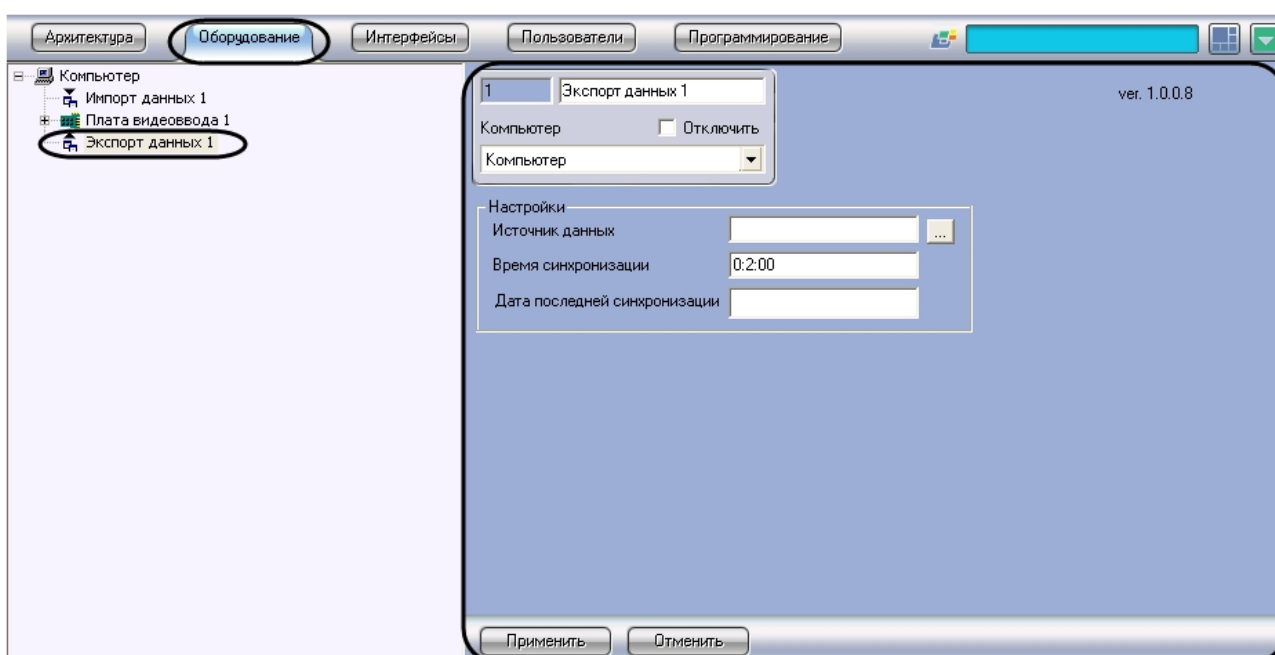 Архитектура Оборудование Интерфейсы Пользователи Программирование
Компьютер
Импорт данных 1
Плата видеоввода 1
Экспорт данных 1
1 Экспорт данных 1
ver. 1.0.0.8
Компьютер Отключить
Компьютер
Настройки
Источник данных ...
Время синхронизации 0:2:00
Дата последней синхронизации
Применить Отменить